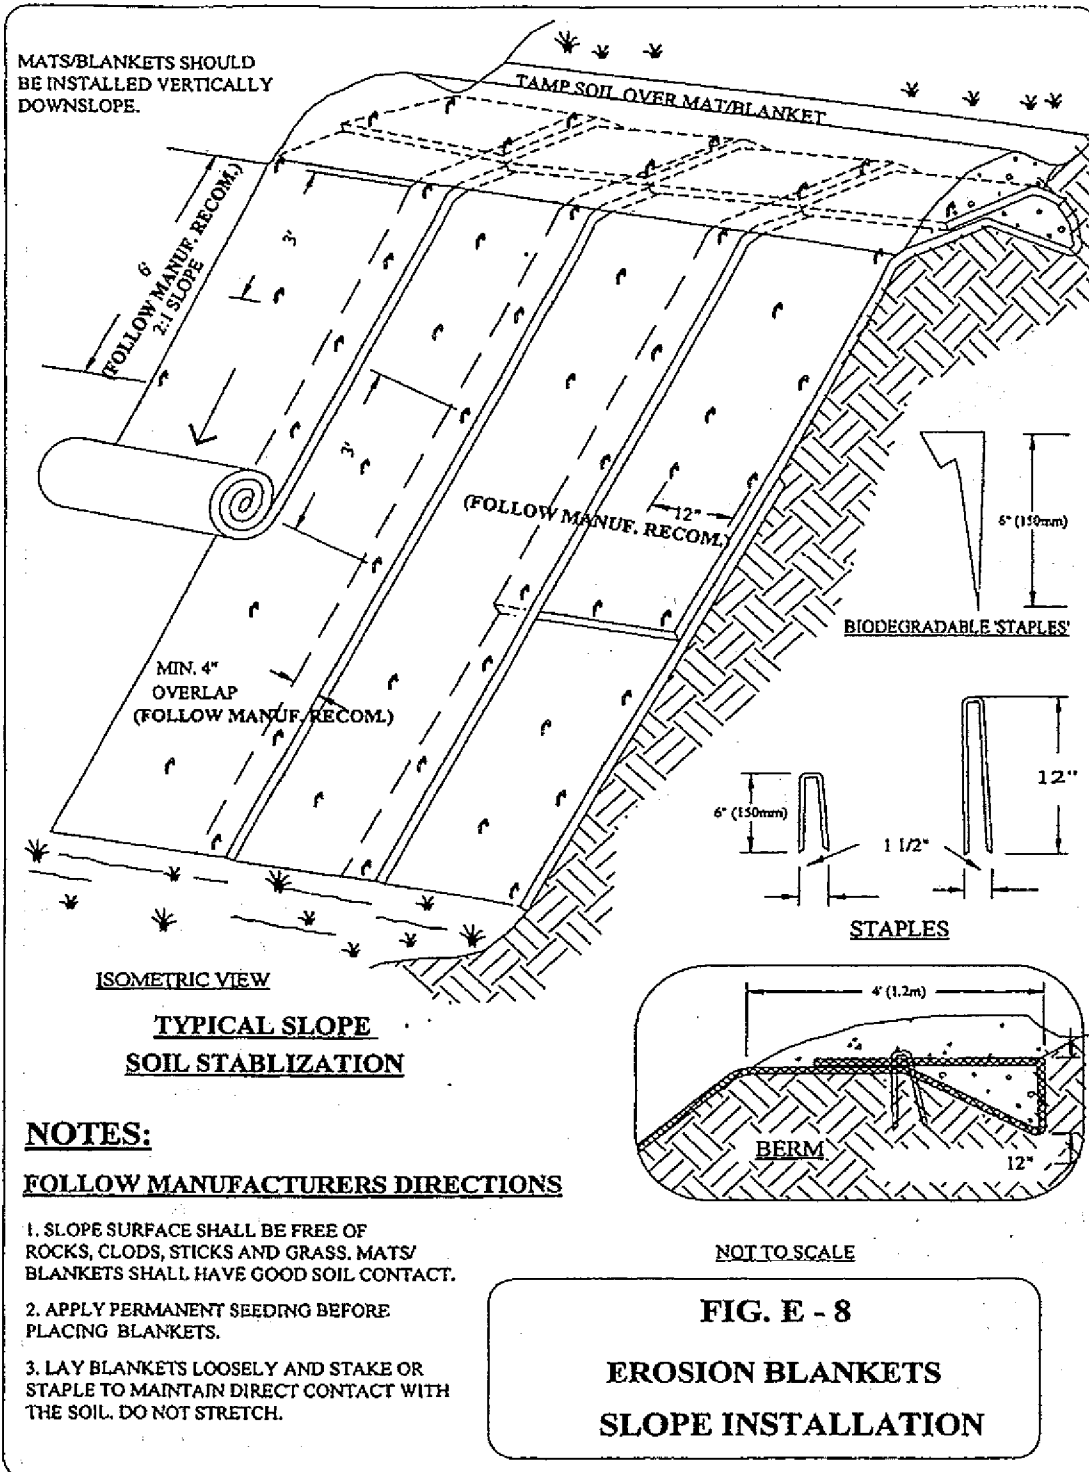 MATS/BLANKETS SHOULD
BE INSTALLED VERTICALLY
DOWNSLOPE.
TAMP SOIL OVER MAT/BLANKET
6'
(FOLLOW MANUF. RECOM.)
2:1 SLOPE
3'
3'
12"
(FOLLOW MANUF. RECOM.)
MIN. 4"
OVERLAP
(FOLLOW MANUF. RECOM.)
6" (150mm)
BIODEGRADABLE 'STAPLES'
6" (150mm)
12"
1 1/2"
STAPLES
ISOMETRIC VIEW
TYPICAL SLOPE
SOIL STABLIZATION
4' (1.2m)
BERM
12"
NOT TO SCALE
NOTES:
FOLLOW MANUFACTURERS DIRECTIONS
1. SLOPE SURFACE SHALL BE FREE OF
ROCKS, CLODS, STICKS AND GRASS. MATS/
BLANKETS SHALL HAVE GOOD SOIL CONTACT.
2. APPLY PERMANENT SEEDING BEFORE
PLACING BLANKETS.
3. LAY BLANKETS LOOSELY AND STAKE OR
STAPLE TO MAINTAIN DIRECT CONTACT WITH
THE SOIL. DO NOT STRETCH.
FIG. E - 8
EROSION BLANKETS
SLOPE INSTALLATION